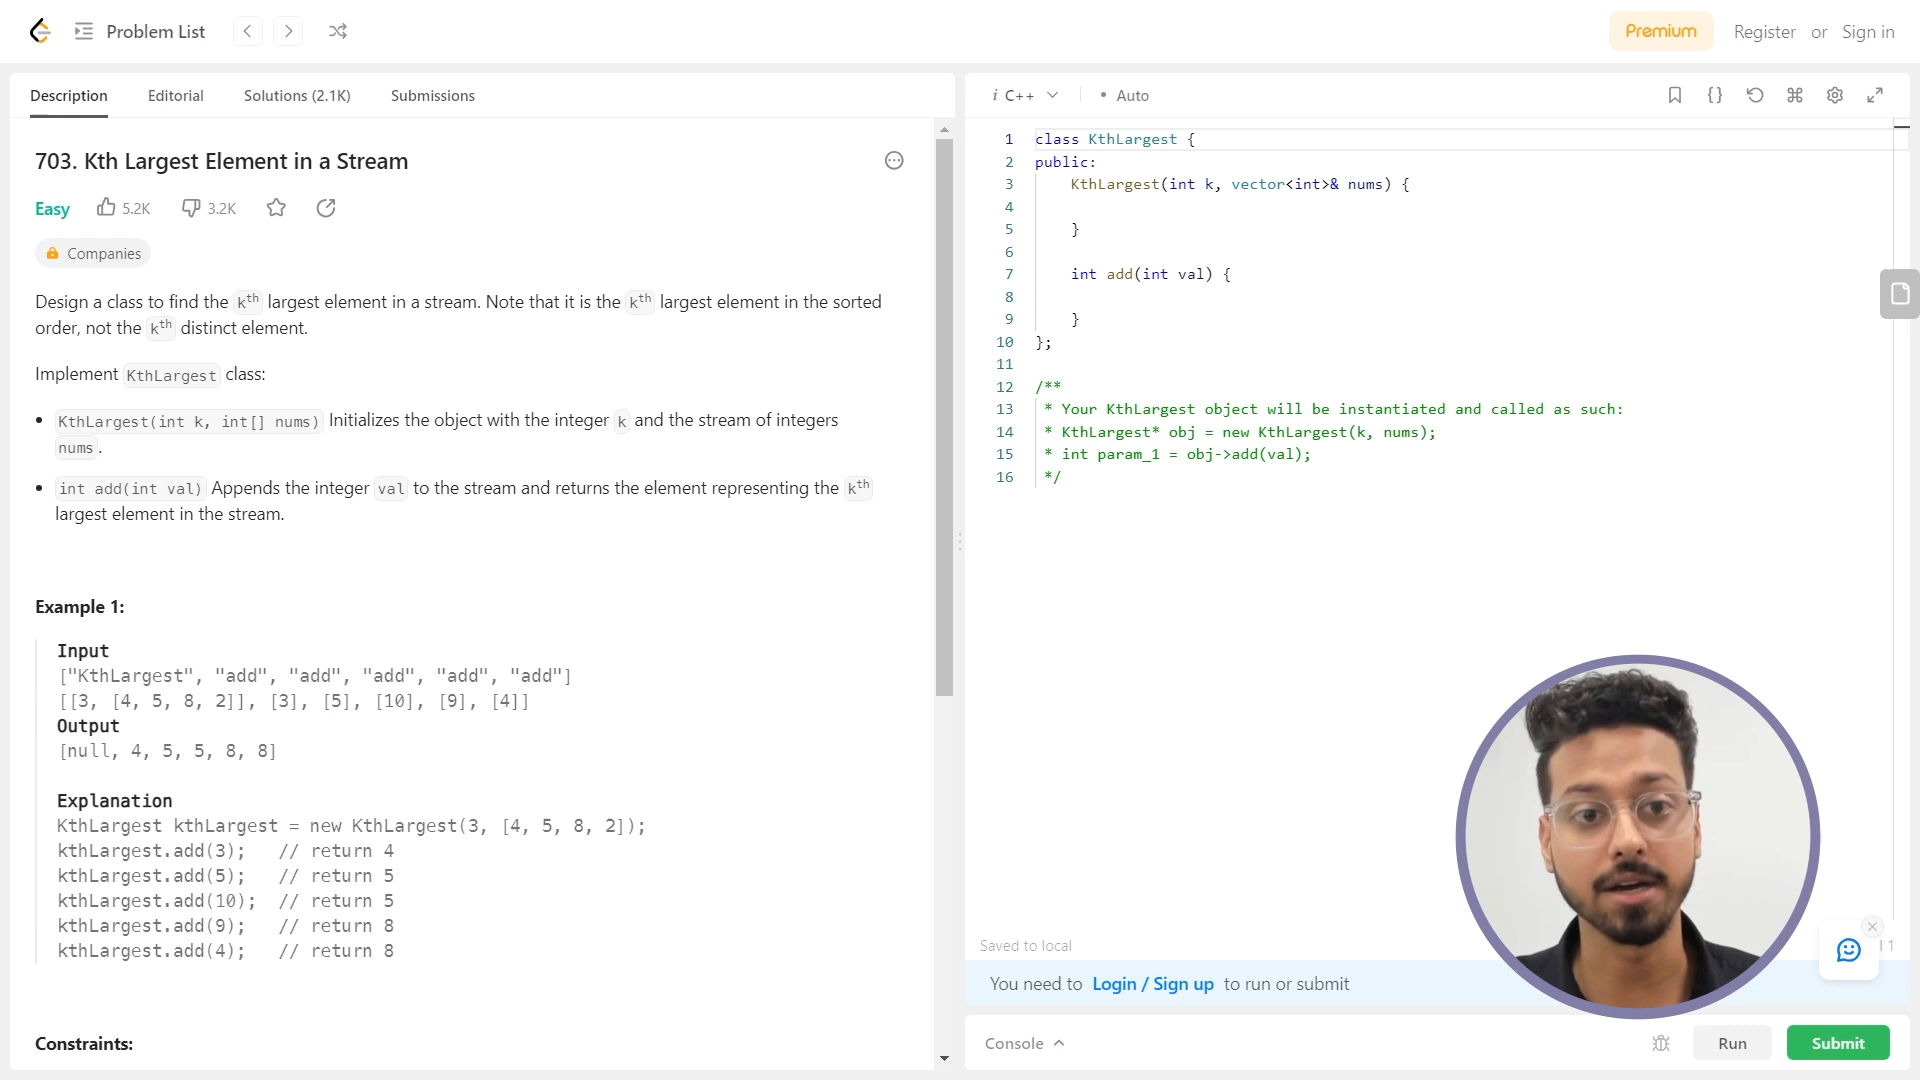 Problem List
Premium Register or Sign in
Description Editorial Solutions (2.1K) Submissions
703. Kth Largest Element in a Stream
Easy 5.2K 3.2K
Companies
Design a class to find the kth largest element in a stream. Note that it is the kth largest element in the sorted
order, not the kth distinct element.
Implement KthLargest class:
• KthLargest(int k, int[] nums) Initializes the object with the integer k and the stream of integers
nums.
• int add(int val) Appends the integer val to the stream and returns the element representing the kth
largest element in the stream.
Example 1:
Input
["KthLargest", "add", "add", "add", "add", "add"]
[[3, [4, 5, 8, 2]], [3], [5], [10], [9], [4]]
Output
[null, 4, 5, 5, 8, 8]
Explanation
KthLargest kthLargest = new KthLargest(3, [4, 5, 8, 2]);
kthLargest.add(3);   // return 4
kthLargest.add(5);   // return 5
kthLargest.add(10);  // return 5
kthLargest.add(9);   // return 8
kthLargest.add(4);   // return 8
Constraints:
i C++ • Auto
{}
1 class KthLargest {
2 public:
3     KthLargest(int k, vector<int>& nums) {
4
5     }
6
7     int add(int val) {
8
9     }
10 };
11
12 /**
13  * Your KthLargest object will be instantiated and called as such:
14  * KthLargest* obj = new KthLargest(k, nums);
15  * int param_1 = obj->add(val);
16  */
Saved to local
You need to Login / Sign up to run or submit
Console Run Submit